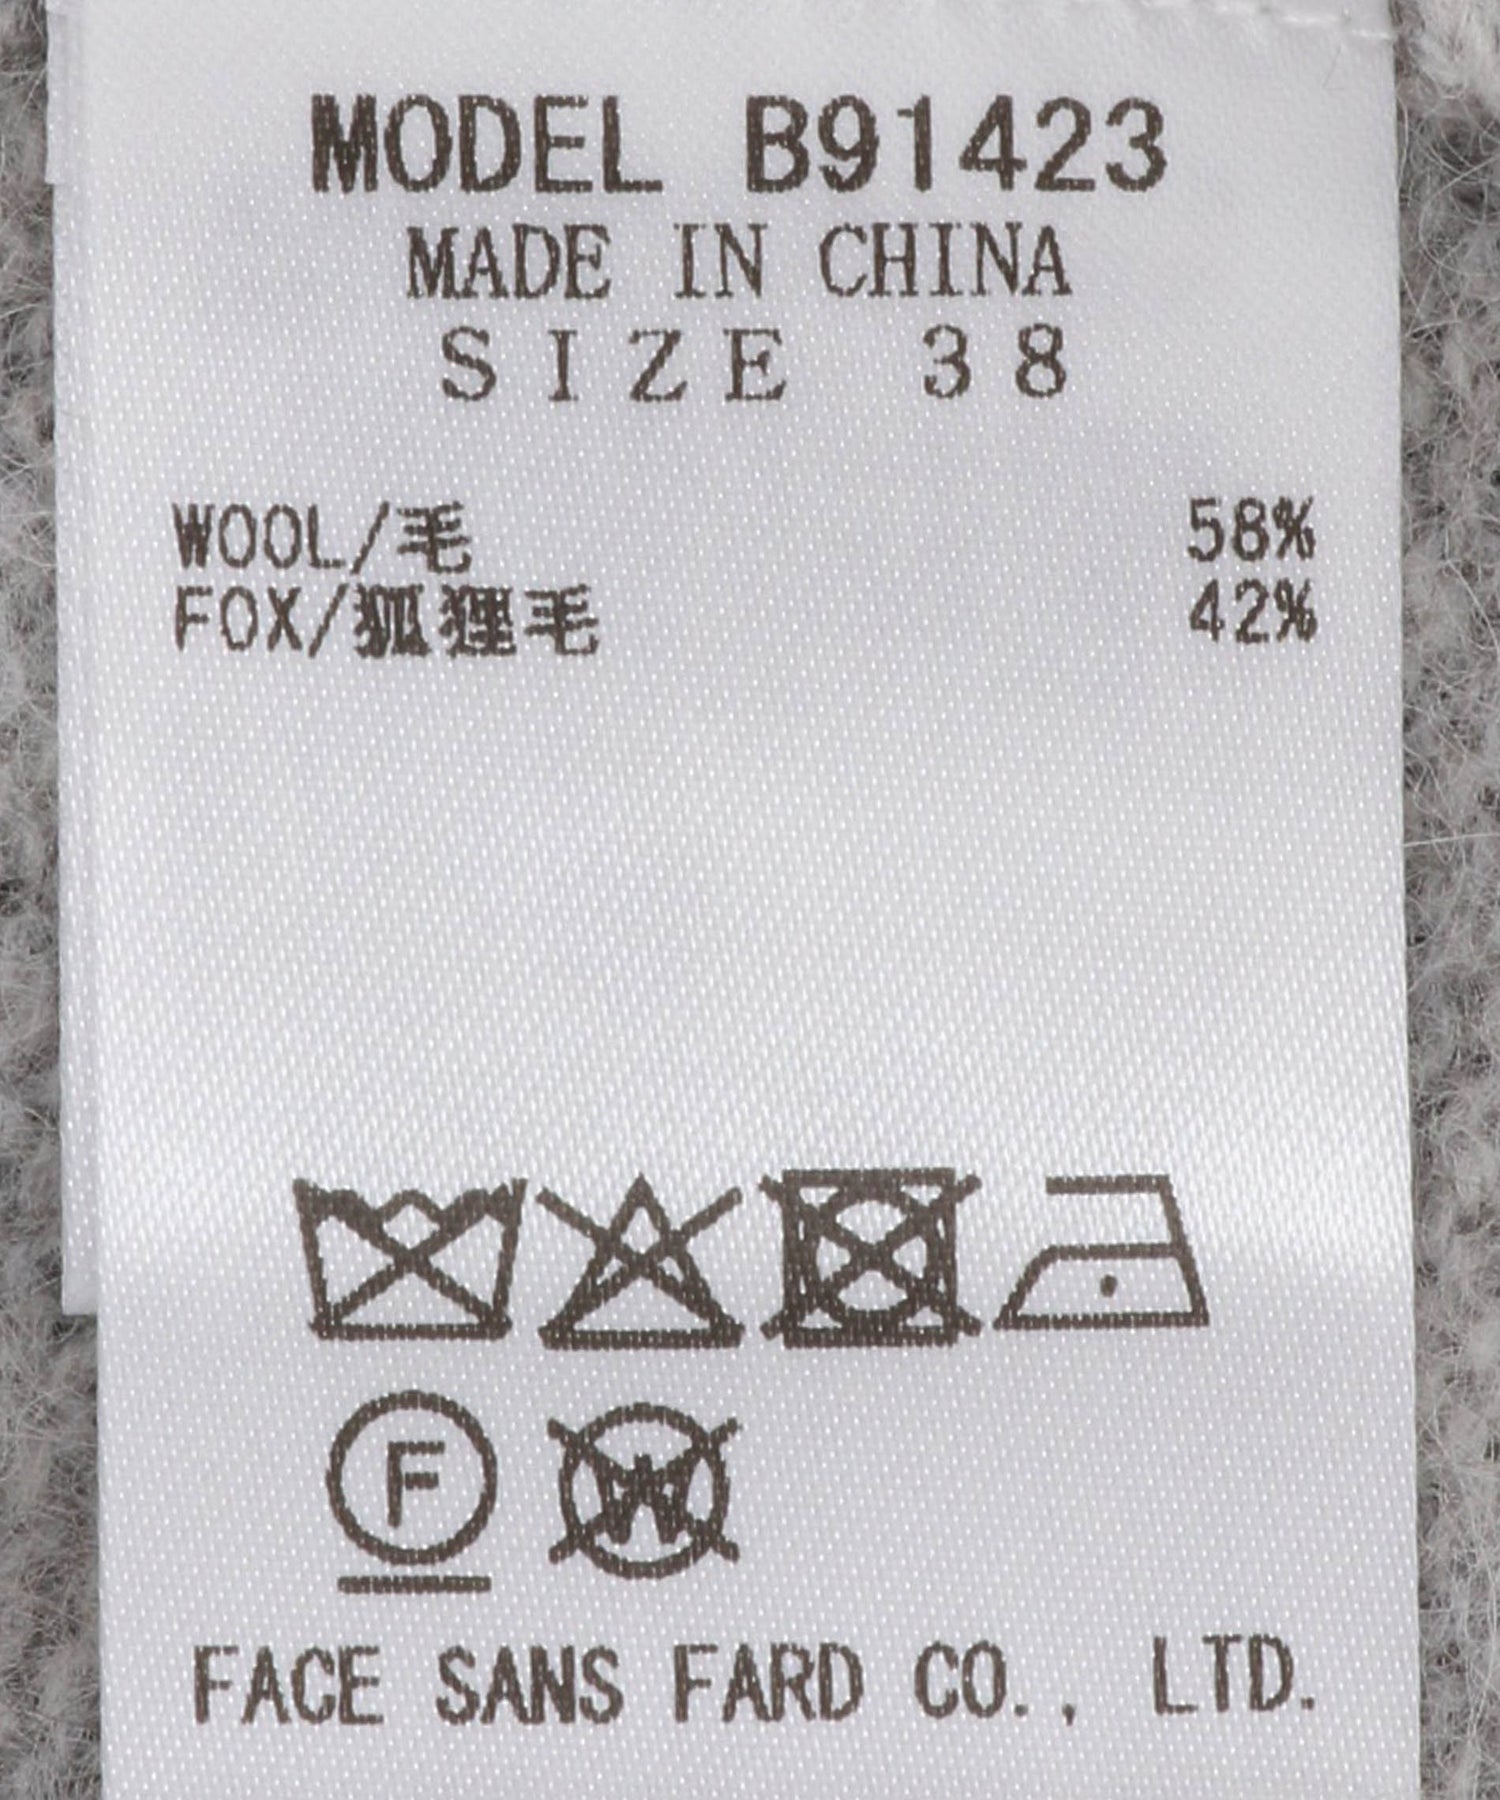 MODEL B91423
MADE IN CHINA
SIZE 38
WOOL/毛 58%
FOX/狐狸毛 42%
F
W
FACE SANS FARD CO., LTD.